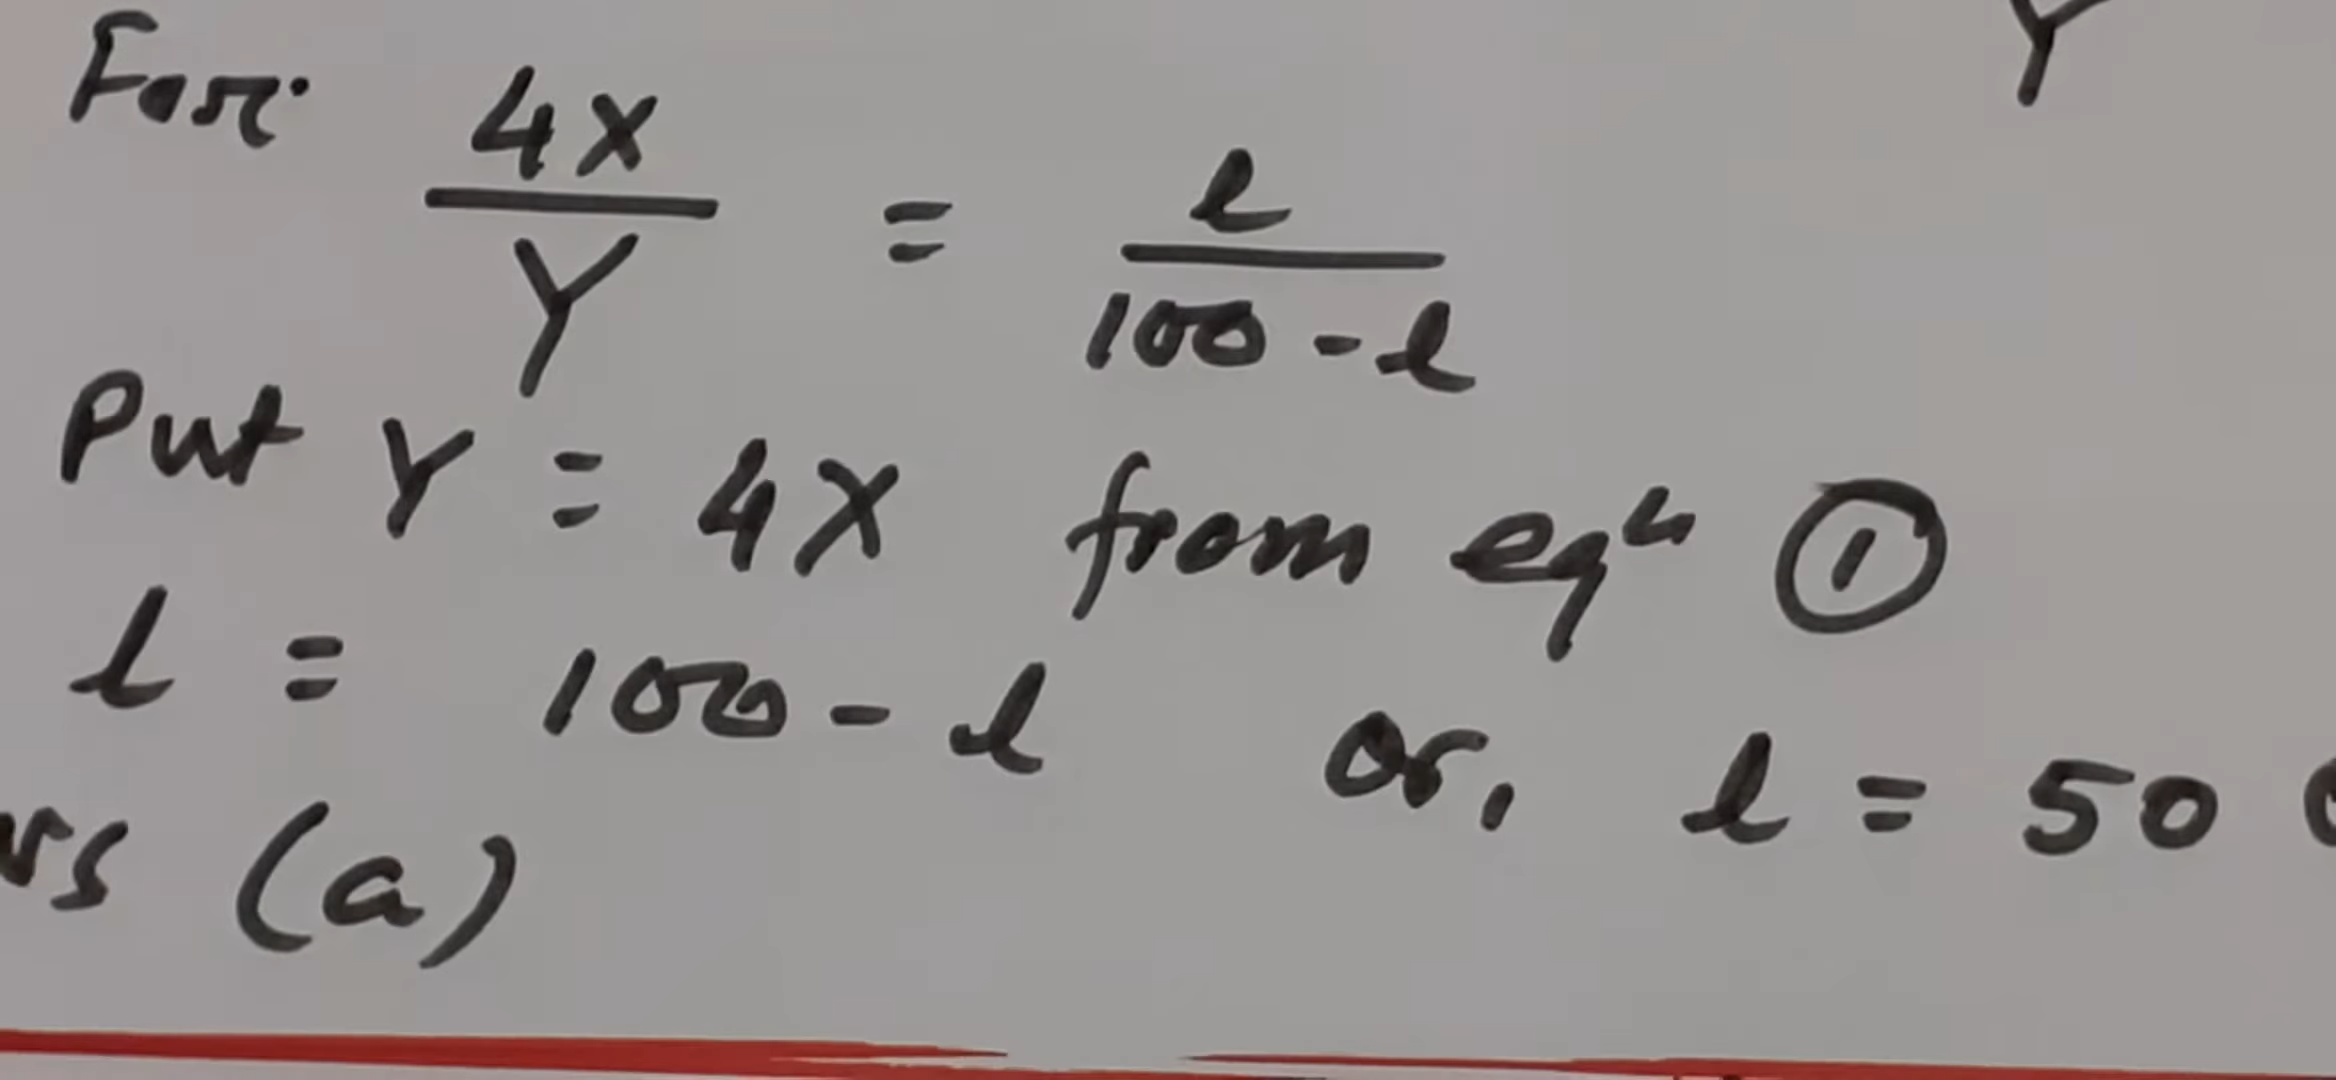 For. 4X / Y = l / 100 - l
Y
Put Y = 4X from eqn ①
l = 100 - l or, l = 50
(a)